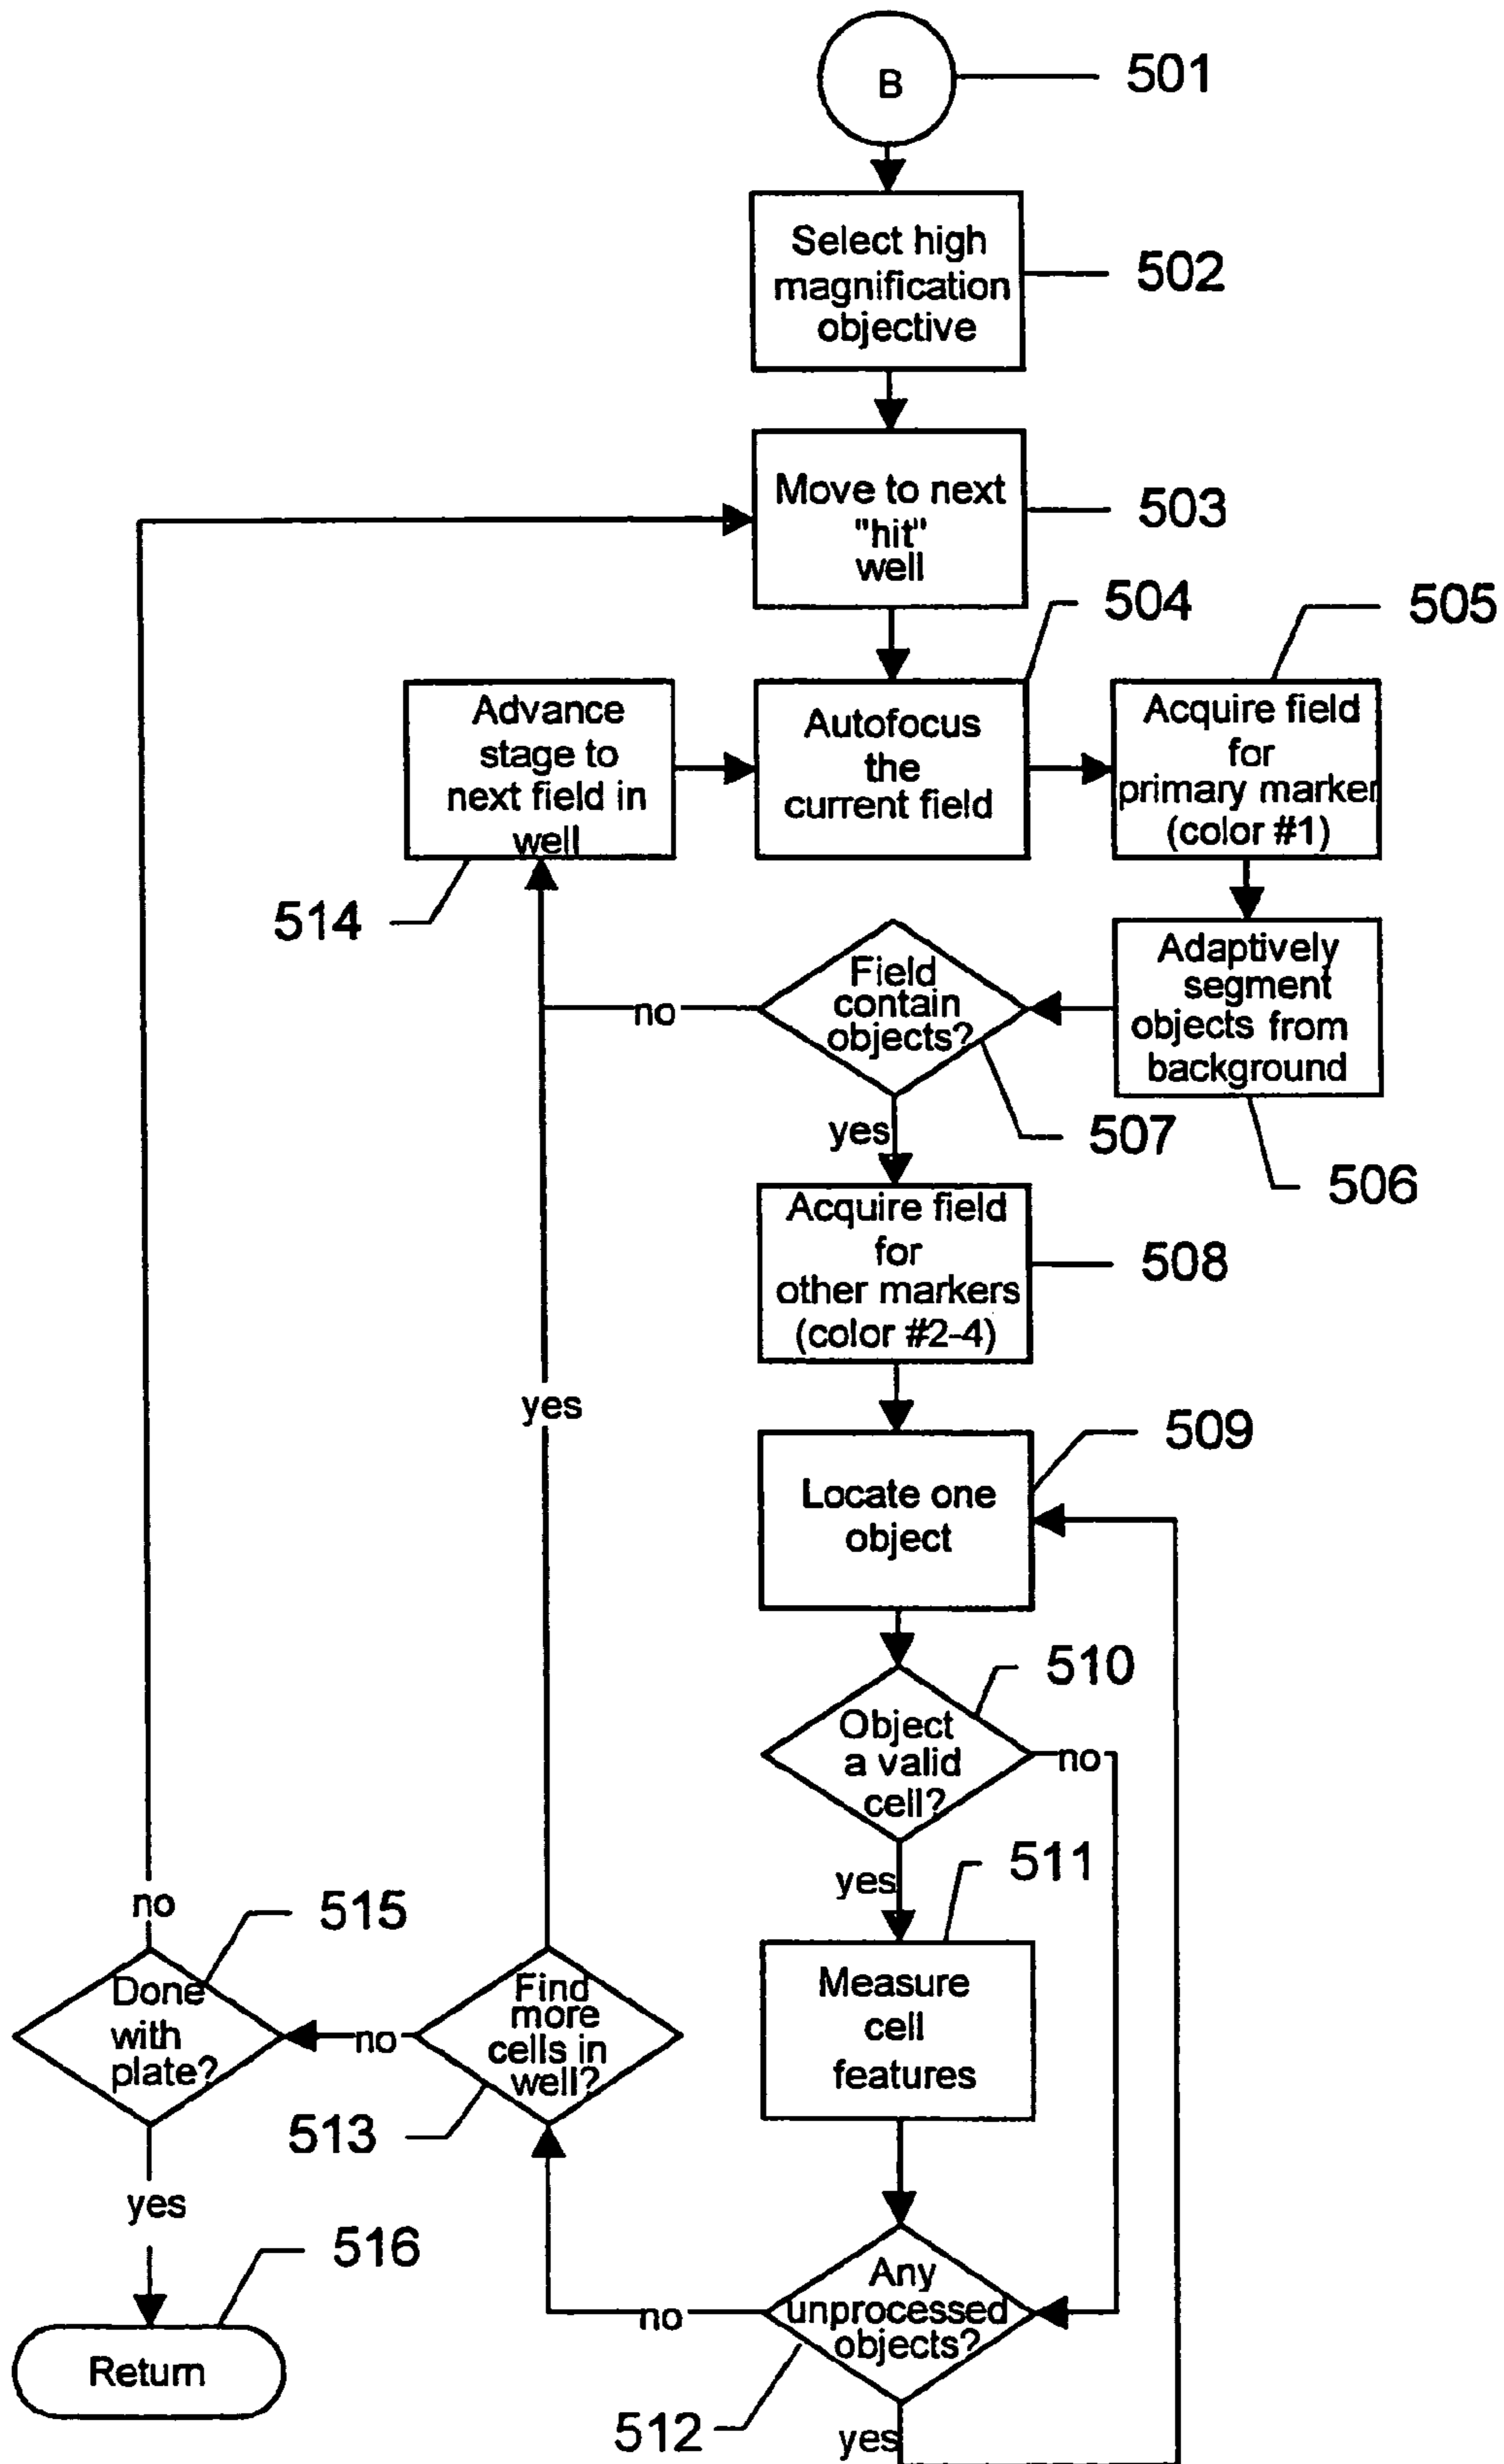 B
501
Select high
magnification
objective
502
Move to next
"hit"
well
503
504
505
Advance
stage to
next field in
well
Autofocus
the
current field
Acquire field
for
primary marker
(color #1)
514
Field
contain
objects?
no
Adaptively
segment
objects from
background
yes
507
506
Acquire field
for
other markers
(color #2-4)
508
yes
509
Locate one
object
510
Object
a valid
cell?
no
yes
511
no
515
Measure
cell
features
Done
with
plate?
no
Find
more
cells in
well?
513
yes
516
Return
no
Any
unprocessed
objects?
512
yes